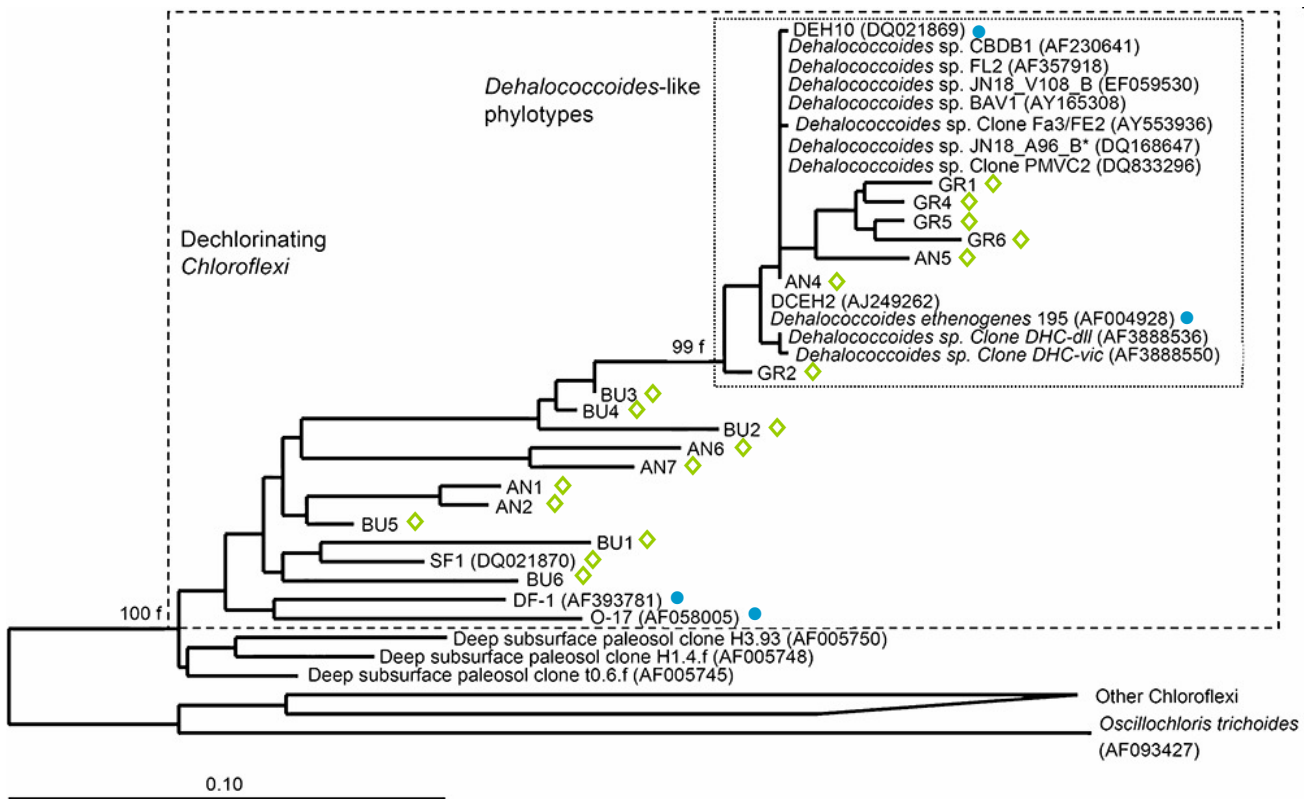 DEH10 (DQ021869)
Dehalococcoides sp. CBDB1 (AF230641)
Dehalococcoides sp. FL2 (AF357918)
Dehalococcoides sp. JN18_V108_B (EF059530)
Dehalococcoides sp. BAV1 (AY165308)
Dehalococcoides sp. Clone Fa3/FE2 (AY553936)
Dehalococcoides sp. JN18_A96_B* (DQ168647)
Dehalococcoides sp. Clone PMVC2 (DQ833296)
Dehalococcoides-like
phylotypes
GR1
GR4
GR5
GR6
Dechlorinating
Chloroflexi
AN5
AN4
DCEH2 (AJ249262)
Dehalococcoides ethenogenes 195 (AF004928)
Dehalococcoides sp. Clone DHC-dll (AF3888536)
Dehalococcoides sp. Clone DHC-vic (AF3888550)
99 f
GR2
BU3
BU4
BU2
AN6
AN7
AN1
AN2
BU5
BU1
SF1 (DQ021870)
BU6
DF-1 (AF393781)
O-17 (AF058005)
100 f
Deep subsurface paleosol clone H3.93 (AF005750)
Deep subsurface paleosol clone H1.4.f (AF005748)
Deep subsurface paleosol clone t0.6.f (AF005745)
Other Chloroflexi
Oscillochloris trichoides
(AF093427)
0.10